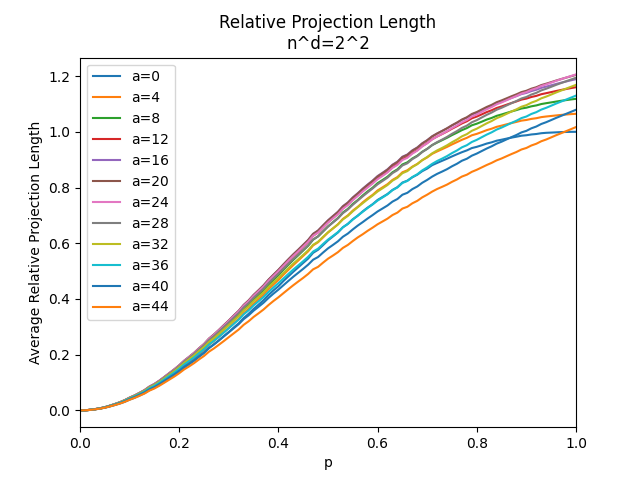 Relative Projection Length
n^d=2^2
Average Relative Projection Length
1.2
1.0
0.8
0.6
0.4
0.2
0.0
a=0
a=4
a=8
a=12
a=16
a=20
a=24
a=28
a=32
a=36
a=40
a=44
0.0 0.2 0.4 0.6 0.8 1.0
p